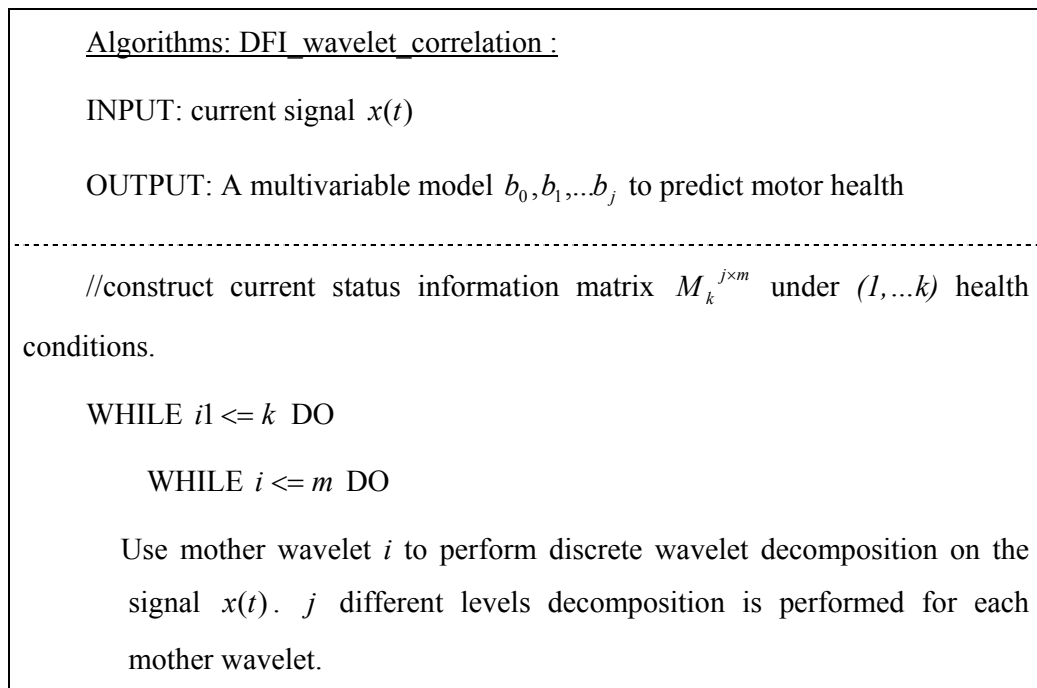 Algorithms: DFI_wavelet_correlation :
INPUT: current signal x(t)
OUTPUT: A multivariable model b₀,b₁,...bⱼ to predict motor health
//construct current status information matrix Mₖ^{j×m} under (1,...k) health
conditions.
WHILE i1 <= k DO
WHILE i <= m DO
Use mother wavelet i to perform discrete wavelet decomposition on the
signal x(t). j different levels decomposition is performed for each
mother wavelet.